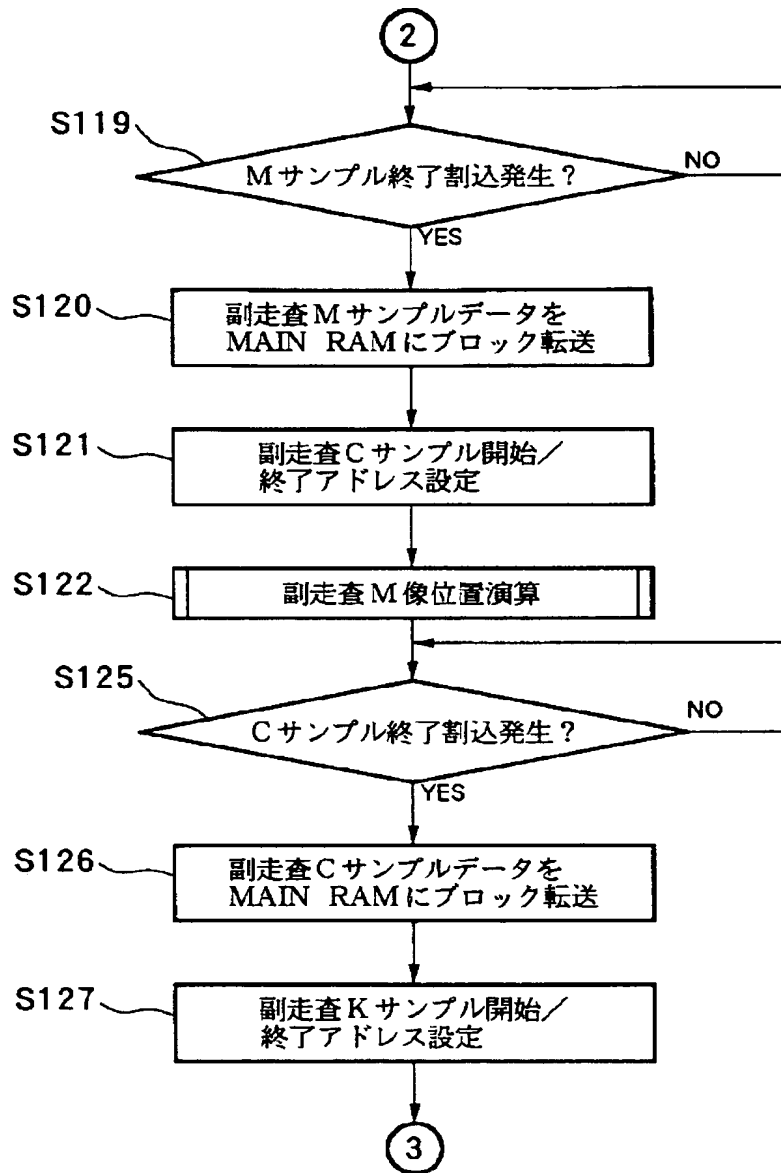 2
S119
Mサンプル終了割込発生?
NO
YES
S120
副走査Mサンプルデータを
MAIN RAMにブロック転送
S121
副走査Cサンプル開始/
終了アドレス設定
S122
副走査M像位置演算
S125
Cサンプル終了割込発生?
NO
YES
S126
副走査Cサンプルデータを
MAIN RAMにブロック転送
S127
副走査Kサンプル開始/
終了アドレス設定
3